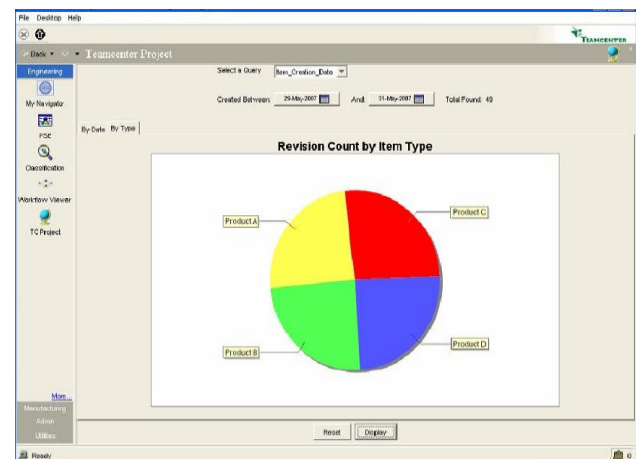 File Desktop Help
TEAMCENTER
Back
Teamcenter Project
Engineering
My Navigator
PSE
Classification
Workflow Viewer
TC Project
More...
Manufacturing
Admin
Utilities
Select a Query Item_Creation_Date
Created Between: 29-May-2007 And: 31-May-2007 Total Found: 49
By Date By Type
Revision Count by Item Type
Product A
Product C
Product B
Product D
Reset Display
Ready 0